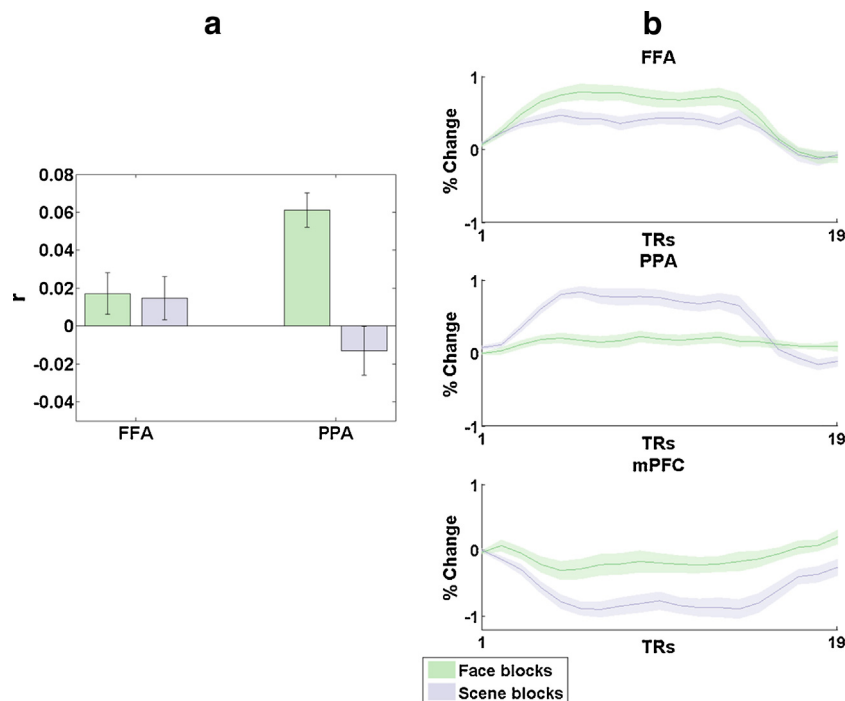 a
r
0.08
0.06
0.04
0.02
0
-0.02
-0.04
FFA PPA
b
FFA
% Change
1
0
-1
1 TRs 19
PPA
% Change
1
0
-1
1 TRs 19
mPFC
% Change
1
0
-1
1 TRs 19
Face blocks
Scene blocks